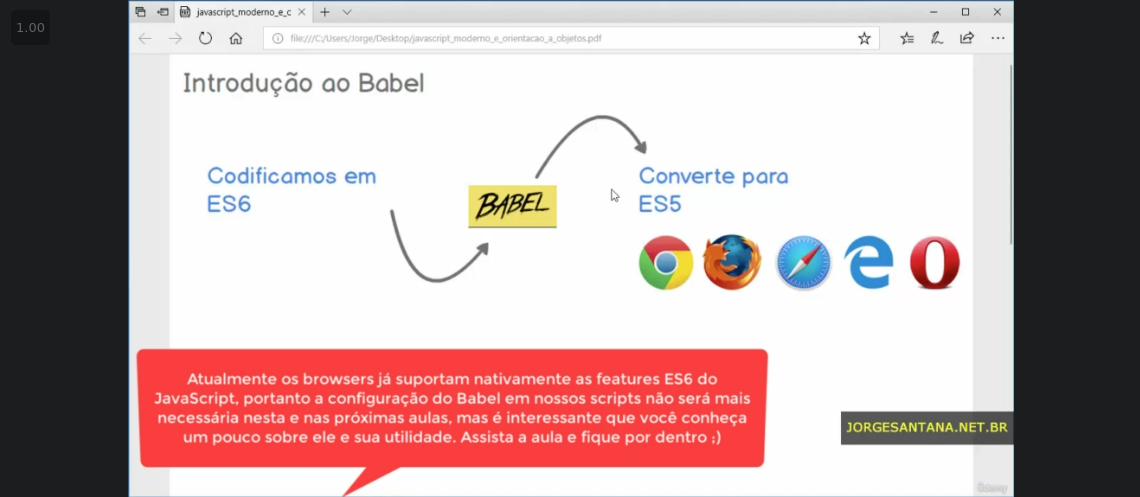 1.00
javascript_moderno_e_c
file:///C:/Users/Jorge/Desktop/javascript_moderno_e_orientacao_a_objetos.pdf
Introdução ao Babel
Codificamos em
ES6
BABEL
Converte para
ES5
Atualmente os browsers já suportam nativamente as features ES6 do
JavaScript, portanto a configuração do Babel em nossos scripts não será mais
necessária nesta e nas próximas aulas, mas é interessante que você conheça
um pouco sobre ele e sua utilidade. Assista a aula e fique por dentro ;)
JORGESANTANA.NET.BR
Udemy